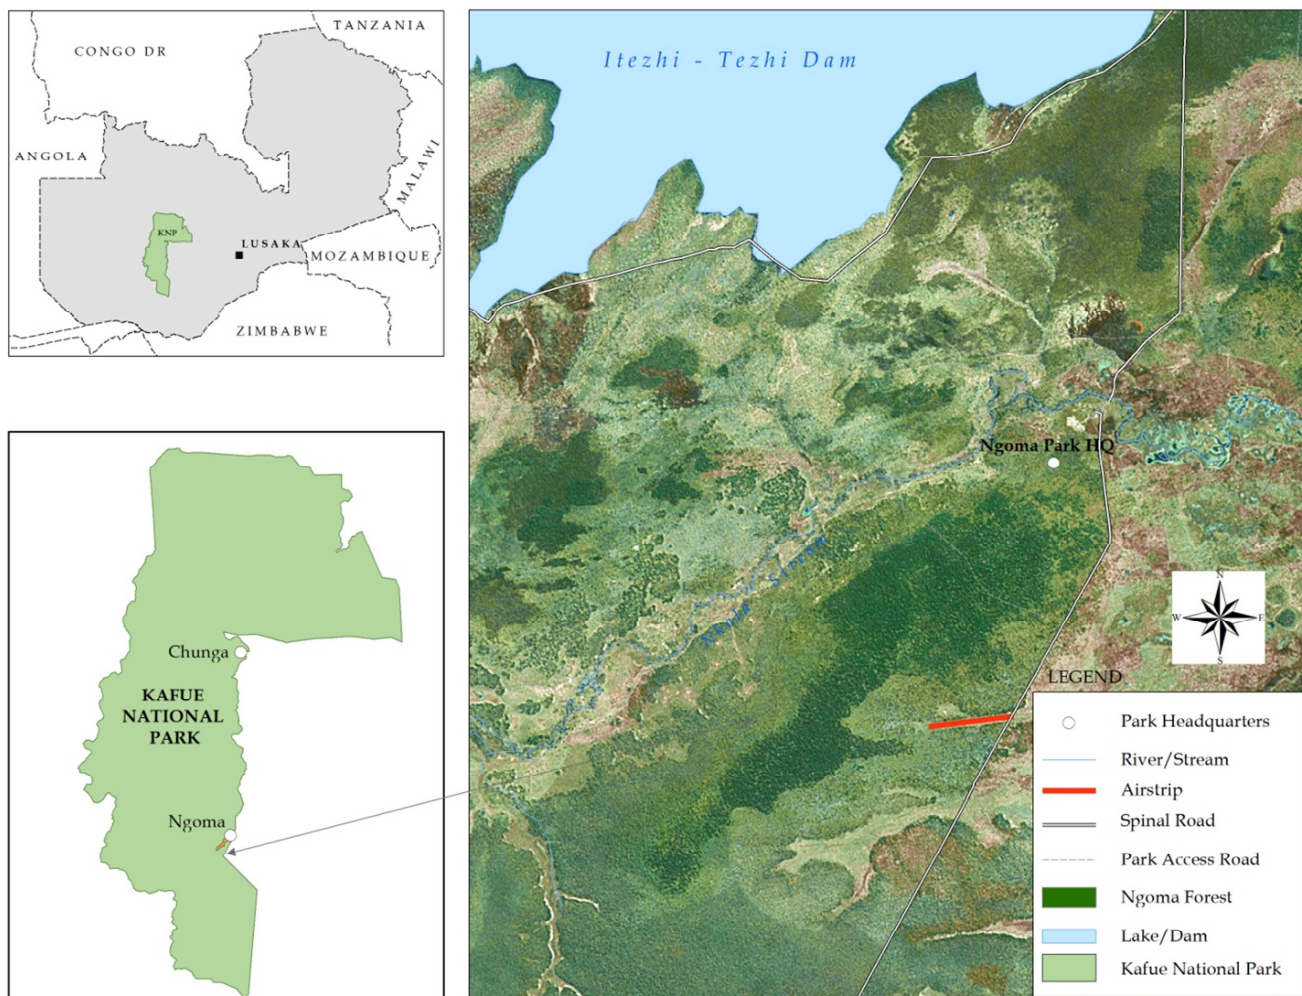 TANZANIA
CONGO DR
ANGOLA
MALAWI
KNP
LUSAKA
MOZAMBIQUE
ZIMBABWE
Chunga
KAFUE
NATIONAL
PARK
Ngoma
Itezhi - Tezhi Dam
Ngoma Park HQ
Nkala Stream
N
W
E
S
LEGEND
Park Headquarters
River/Stream
Airstrip
Spinal Road
Park Access Road
Ngoma Forest
Lake/Dam
Kafue National Park